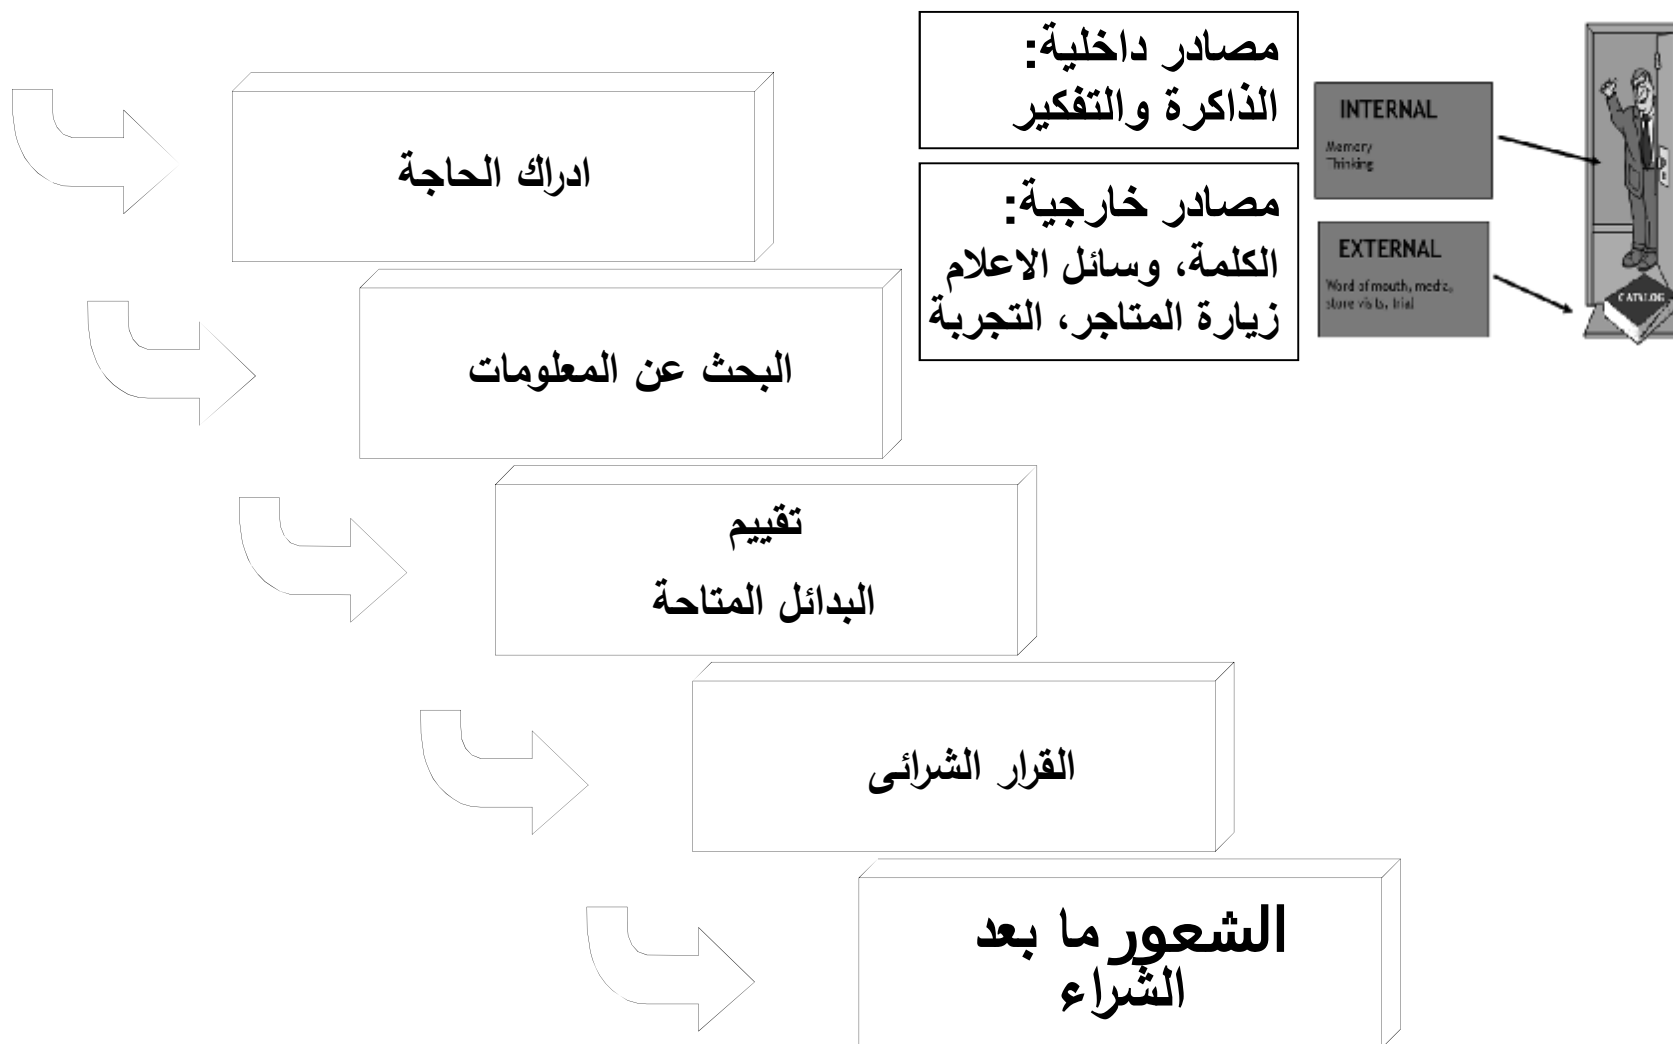 مصادر داخلية:
الذاكرة والتفكير
مصادر خارجية:
الكلمة، وسائل الاعلام
زيارة المتاجر، التجربة
INTERNAL
Memory
Thinking
EXTERNAL
Word of mouth, media,
store visits, trial
CATALOG
ادراك الحاجة
البحث عن المعلومات
تقييم
البدائل المتاحة
القرار الشرائى
الشعور ما بعد
الشراء